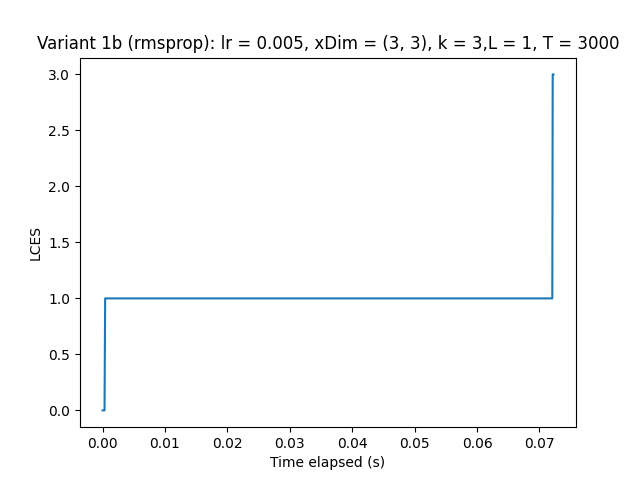 Variant 1b (rmsprop): lr = 0.005, xDim = (3, 3), k = 3,L = 1, T = 3000
3.0
2.5
2.0
1.5
1.0
0.5
0.0
LCES
0.00 0.01 0.02 0.03 0.04 0.05 0.06 0.07
Time elapsed (s)